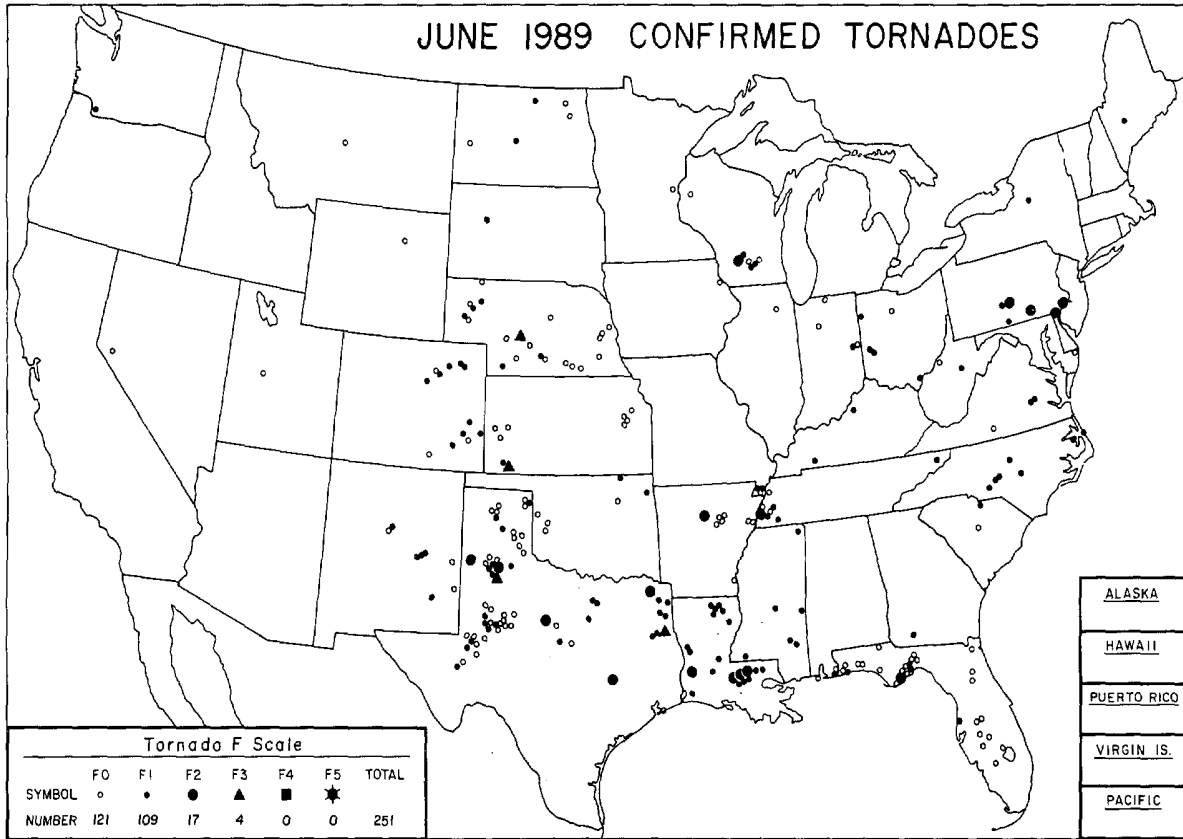 JUNE 1989 CONFIRMED TORNADOES
ALASKA
HAWAII
PUERTO RICO
VIRGIN IS.
PACIFIC
Tornado F Scale
F0 F1 F2 F3 F4 F5 TOTAL
SYMBOL
NUMBER 121 109 17 4 0 0 251